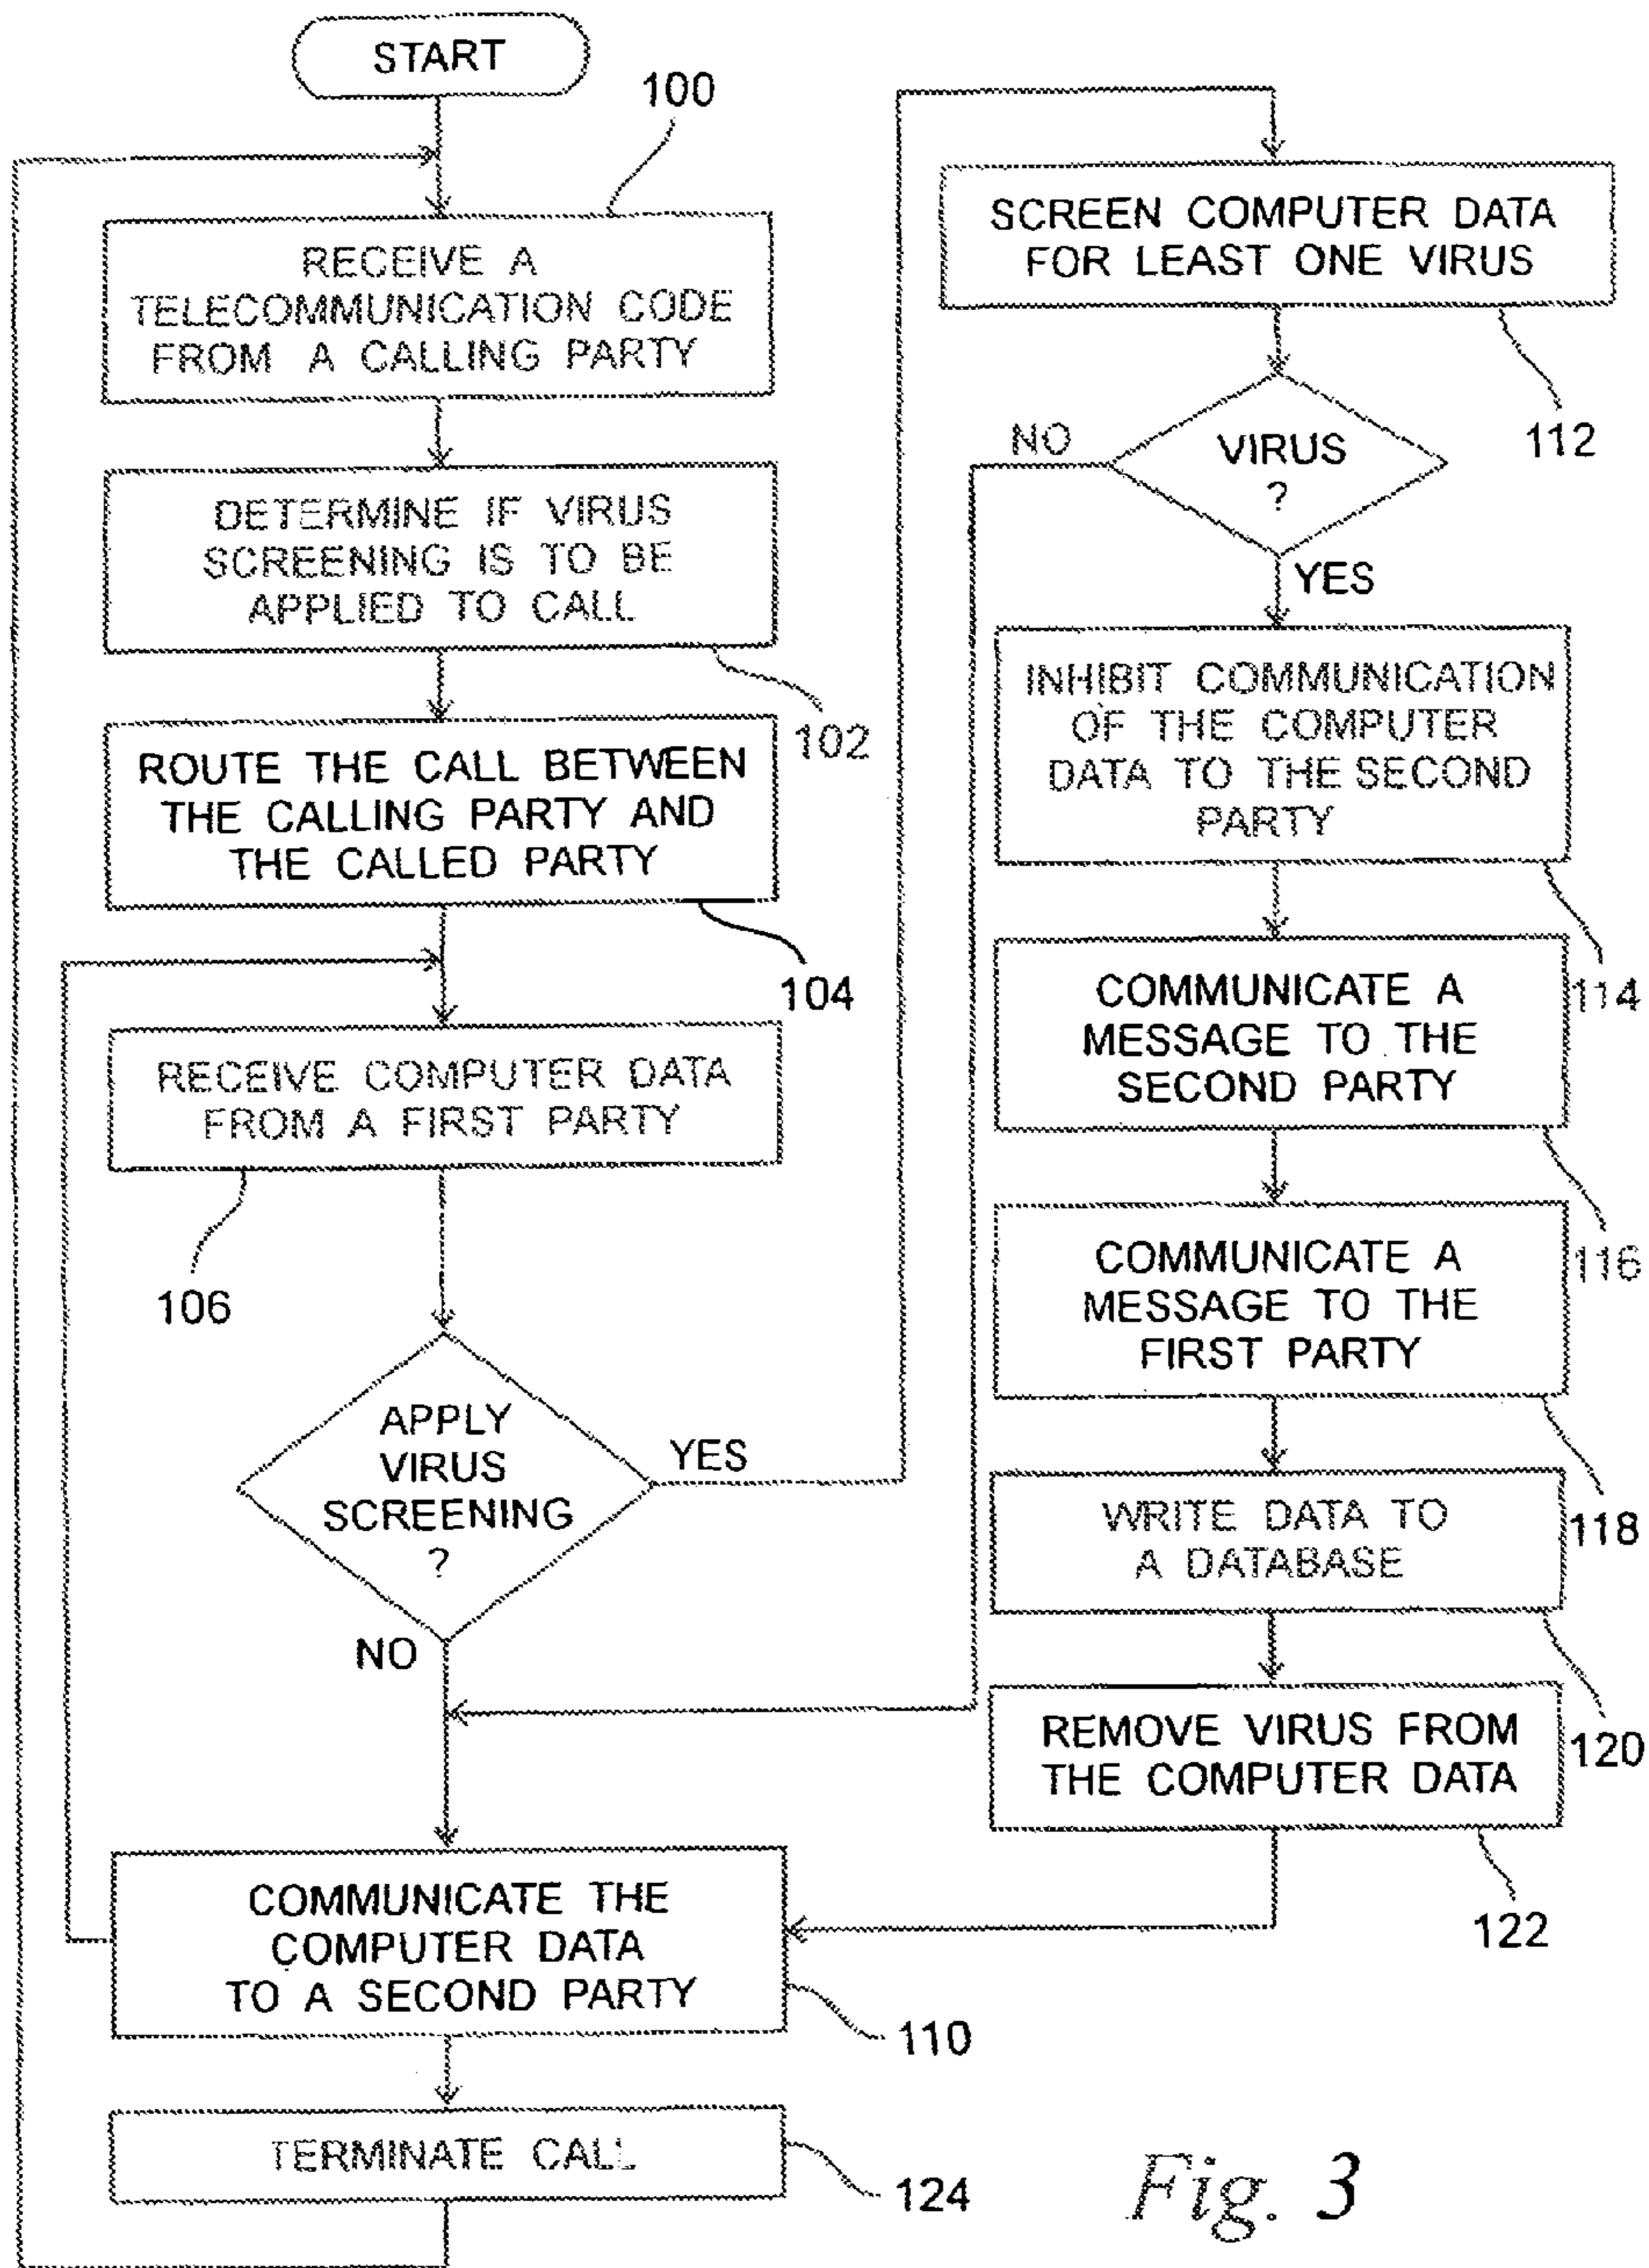 START
100
RECEIVE A
TELECOMMUNICATION CODE
FROM A CALLING PARTY
DETERMINE IF VIRUS
SCREENING IS TO BE
APPLIED TO CALL
102
ROUTE THE CALL BETWEEN
THE CALLING PARTY AND
THE CALLED PARTY
104
RECEIVE COMPUTER DATA
FROM A FIRST PARTY
106
APPLY
VIRUS
SCREENING
?
YES
NO
COMMUNICATE THE
COMPUTER DATA
TO A SECOND PARTY
110
TERMINATE CALL
124
SCREEN COMPUTER DATA
FOR LEAST ONE VIRUS
112
VIRUS
?
NO
YES
INHIBIT COMMUNICATION
OF THE COMPUTER
DATA TO THE SECOND
PARTY
114
COMMUNICATE A
MESSAGE TO THE
SECOND PARTY
116
COMMUNICATE A
MESSAGE TO THE
FIRST PARTY
118
WRITE DATA TO
A DATABASE
120
REMOVE VIRUS FROM
THE COMPUTER DATA
122
Fig. 3